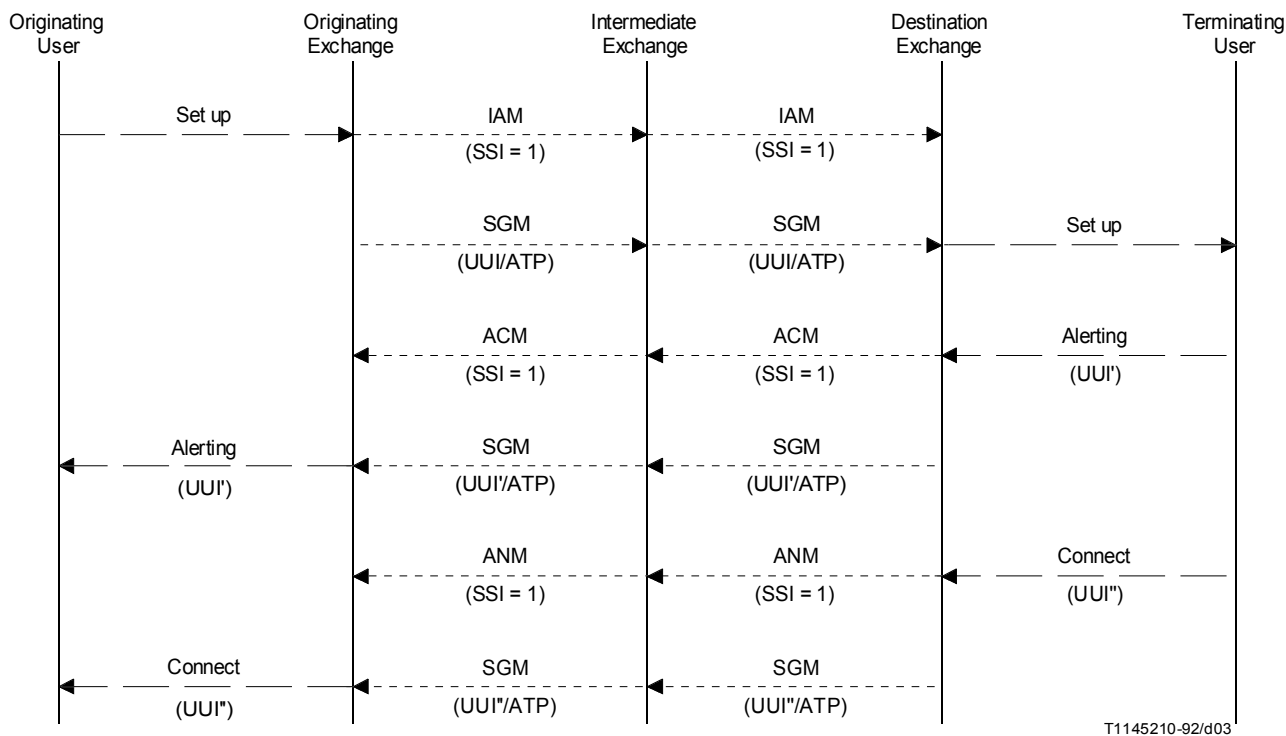 Originating User
Originating Exchange
Intermediate Exchange
Destination Exchange
Terminating User
Set up
IAM
IAM
(SSI = 1)
(SSI = 1)
SGM
SGM
Set up
(UUI/ATP)
(UUI/ATP)
ACM
ACM
Alerting
(SSI = 1)
(SSI = 1)
(UUI')
Alerting
SGM
SGM
(UUI')
(UUI'/ATP)
(UUI'/ATP)
ANM
ANM
Connect
(SSI = 1)
(SSI = 1)
(UUI'')
Connect
SGM
SGM
(UUI'')
(UUI''/ATP)
(UUI''/ATP)
T1145210-92/d03